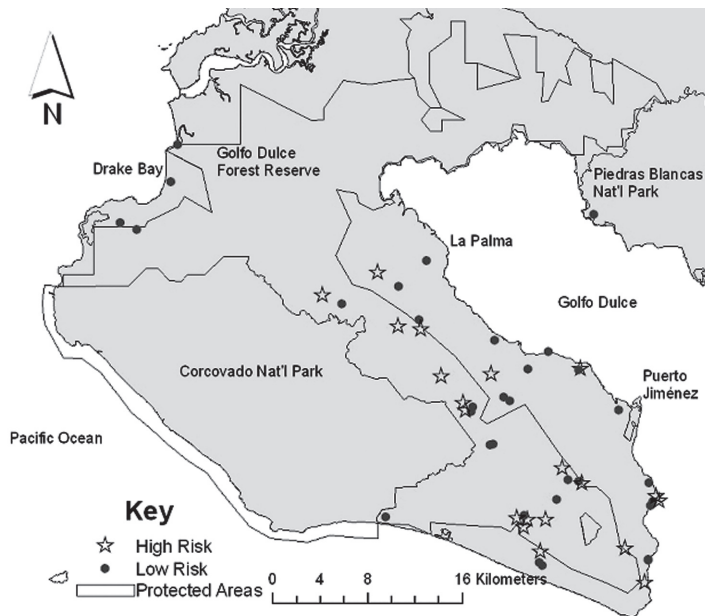 N
Drake Bay
Golfo Dulce
Forest Reserve
Piedras Blancas
Nat'l Park
La Palma
Golfo Dulce
Corcovado Nat'l Park
Puerto
Jiménez
Pacific Ocean
Key
High Risk
Low Risk
Protected Areas
0 4 8 16 Kilometers